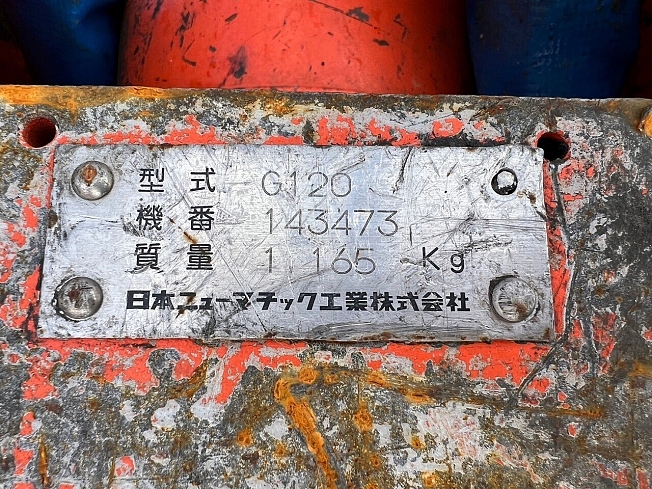 型式 G120
機番 143473
質量 1 165 Kg
日本ニューマチック工業株式会社